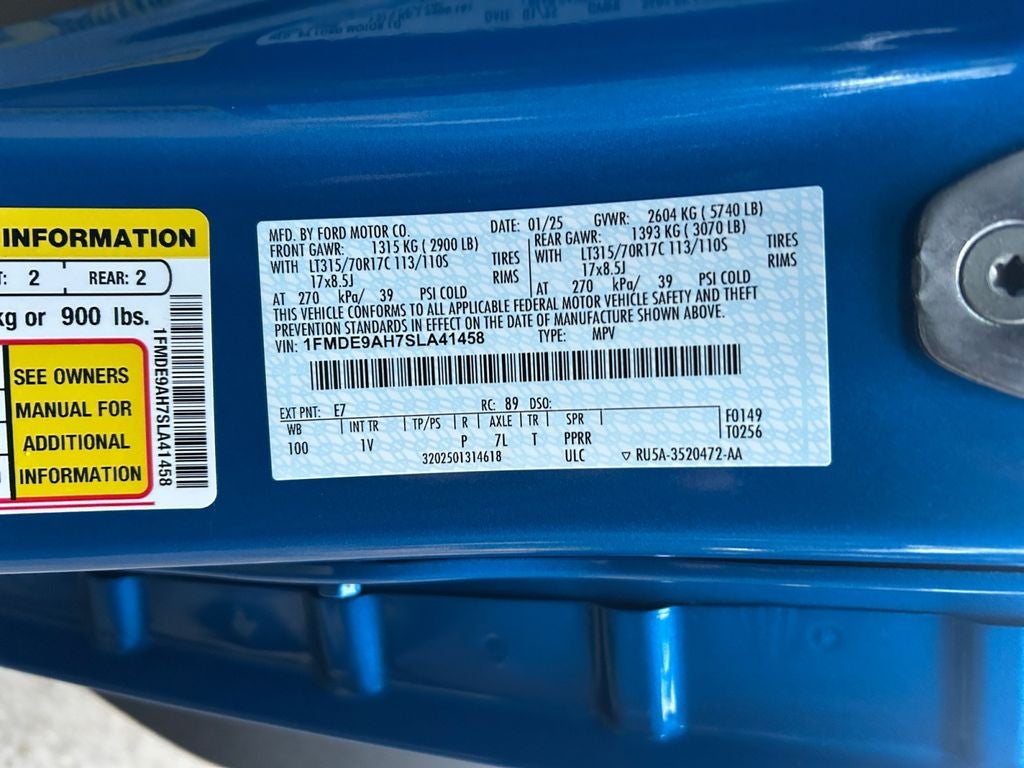 INFORMATION
2
REAR: 2
kg or 900 lbs.
SEE OWNERS
MANUAL FOR
ADDITIONAL
INFORMATION
1FMDE9AH7SLA41458
MFD. BY FORD MOTOR CO. DATE: 01/25 GVWR: 2604 KG ( 5740 LB)
FRONT GAWR: 1315 KG ( 2900 LB) REAR GAWR: 1393 KG ( 3070 LB)
WITH LT315/70R17C 113/110S TIRES WITH LT315/70R17C 113/110S TIRES
17x8.5J RIMS 17x8.5J RIMS
AT 270 kPa/ 39 PSI COLD AT 270 kPa/ 39 PSI COLD
THIS VEHICLE CONFORMS TO ALL APPLICABLE FEDERAL MOTOR VEHICLE SAFETY AND THEFT
PREVENTION STANDARDS IN EFFECT ON THE DATE OF MANUFACTURE SHOWN ABOVE.
VIN: 1FMDE9AH7SLA41458 TYPE: MPV
EXT PNT: E7 RC: 89 DSO:
WB INT TR TP/PS R AXLE TR SPR F0149
100 1V P 7L T PPRR T0256
3202501314618 ULC RU5A-3520472-AA